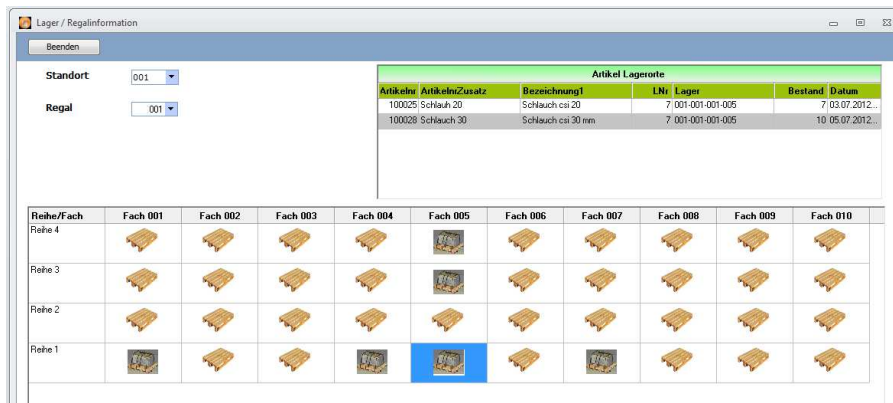 Lager / Regalinformation
Beenden
Standort 001
Regal 001
Artikel Lagerorte
Artikelnr ArtikelnrZusatz Bezeichnung1 LNr Lager Bestand Datum
100025 Schlauh 20 Schlauch csi 20 7 001-001-001-005 7 03.07.2012...
100028 Schlauch 30 Schlauch csi 30 mm 7 001-001-001-005 10 05.07.2012...
Reihe/Fach Fach 001 Fach 002 Fach 003 Fach 004 Fach 005 Fach 006 Fach 007 Fach 008 Fach 009 Fach 010
Reihe 4
Reihe 3
Reihe 2
Reihe 1